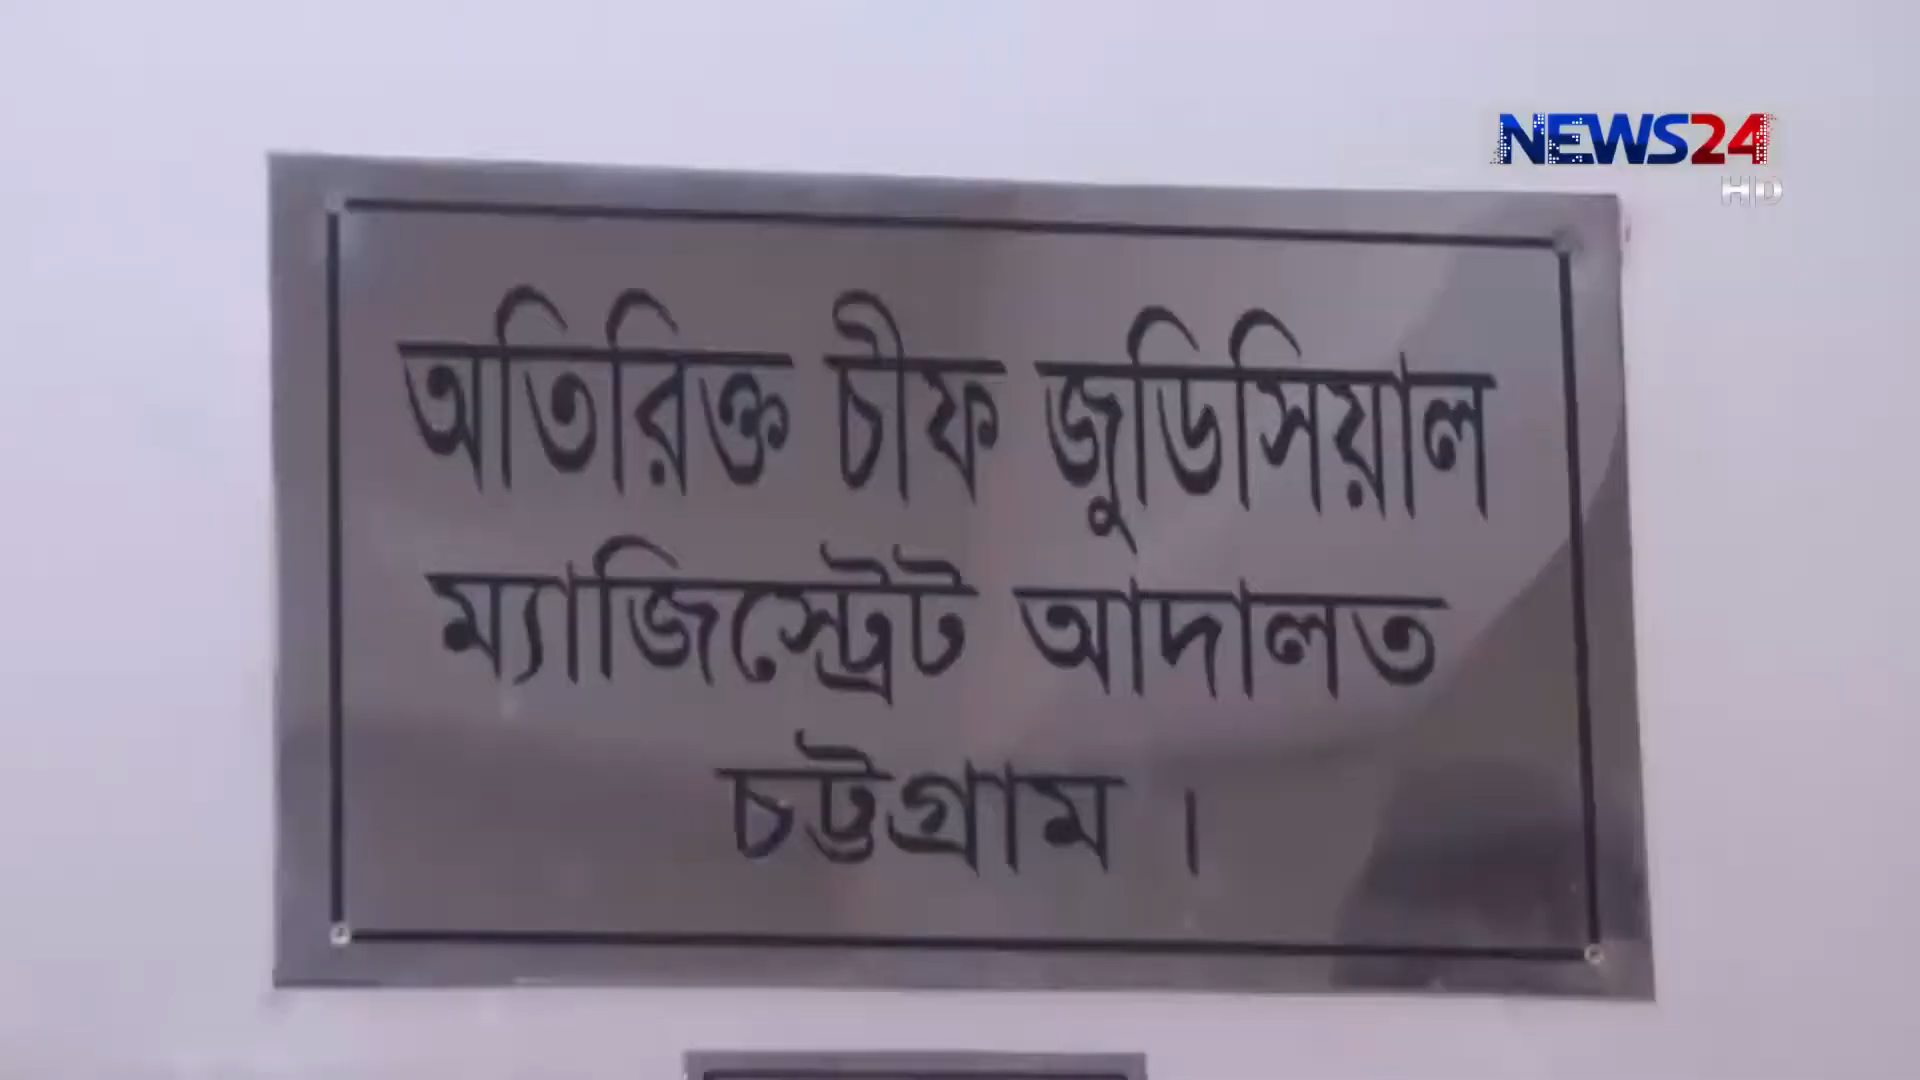 NEWS24
HD
অতিরিক্ত চীফ জুডিসিয়াল
ম্যাজিস্ট্রেট আদালত
চট্টগ্রাম।